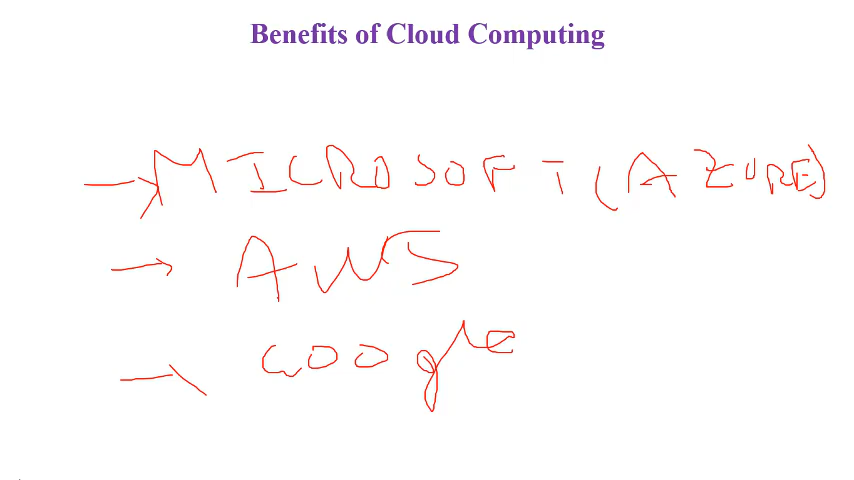 Benefits of Cloud Computing
→ MICROSOFT (AZURE)
→ AWS
→ Google